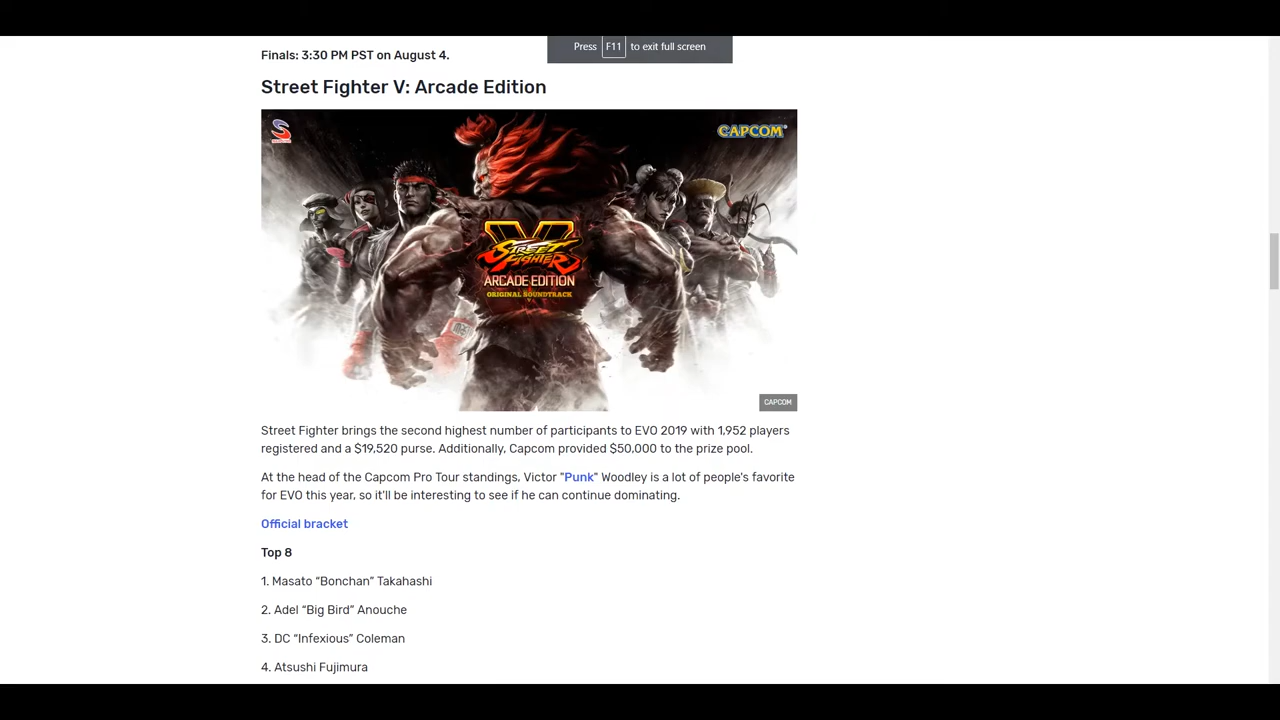 Finals: 3:30 PM PST on August 4.
Press F11 to exit full screen
Street Fighter V: Arcade Edition
CAPCOM
V
STREET
FIGHTER
ARCADE EDITION
ORIGINAL SOUNDTRACK
CAPCOM
Street Fighter brings the second highest number of participants to EVO 2019 with 1,952 players
registered and a $19,520 purse. Additionally, Capcom provided $50,000 to the prize pool.
At the head of the Capcom Pro Tour standings, Victor "Punk" Woodley is a lot of people's favorite
for EVO this year, so it'll be interesting to see if he can continue dominating.
Official bracket
Top 8
1. Masato “Bonchan” Takahashi
2. Adel “Big Bird” Anouche
3. DC “Infexious” Coleman
4. Atsushi Fujimura